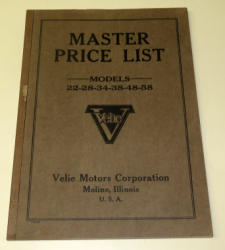 MASTER
PRICE LIST
MODELS
22-28-34-38-48-58
Velie
Velie Motors Corporation
Moline, Illinois
U. S. A.